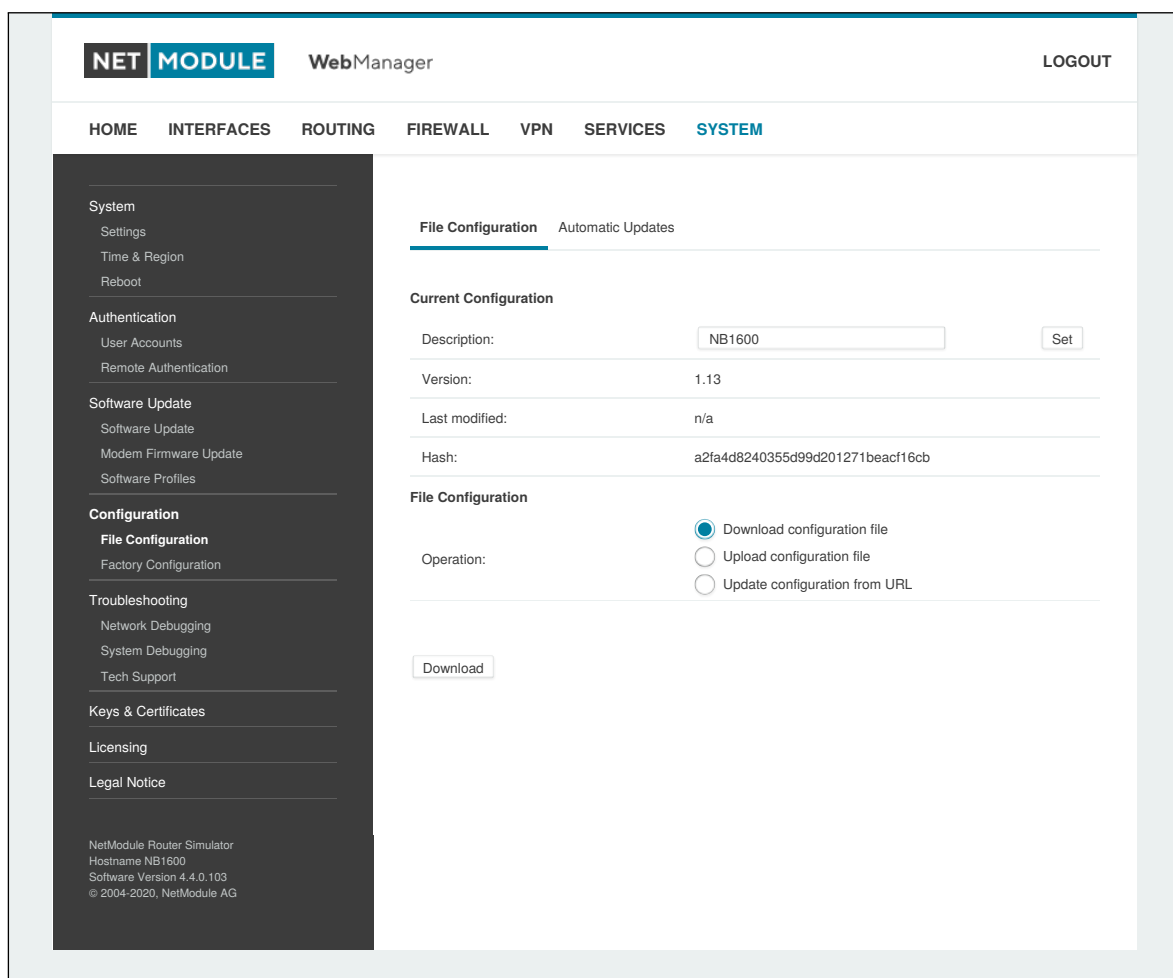 NET MODULE WebManager LOGOUT
HOME INTERFACES ROUTING FIREWALL VPN SERVICES SYSTEM
System
Settings
Time & Region
Reboot
Authentication
User Accounts
Remote Authentication
Software Update
Software Update
Modem Firmware Update
Software Profiles
Configuration
File Configuration
Factory Configuration
Troubleshooting
Network Debugging
System Debugging
Tech Support
Keys & Certificates
Licensing
Legal Notice
NetModule Router Simulator
Hostname NB1600
Software Version 4.4.0.103
© 2004-2020, NetModule AG
File Configuration Automatic Updates
Current Configuration
Description: NB1600 Set
Version: 1.13
Last modified: n/a
Hash: a2fa4d8240355d99d201271beacf16cb
File Configuration
Operation:
Download configuration file
Upload configuration file
Update configuration from URL
Download